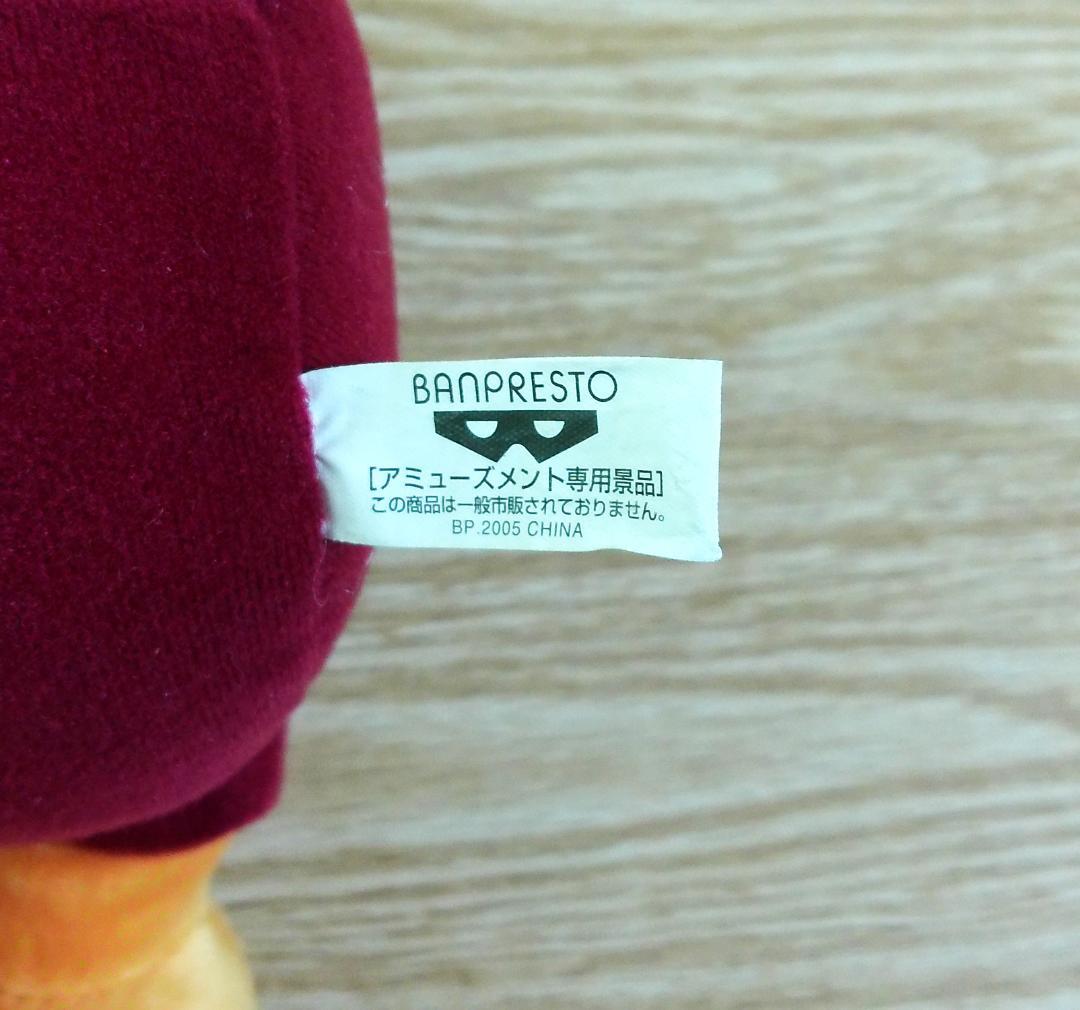 BANPRESTO
[アミューズメント専用景品]
この商品は一般市販されておりません。
BP.2005 CHINA